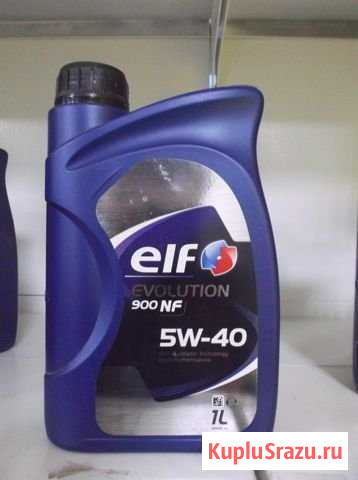 elf
EVOLUTION
900 NF
5W-40
1L
KupluSrazu.ru